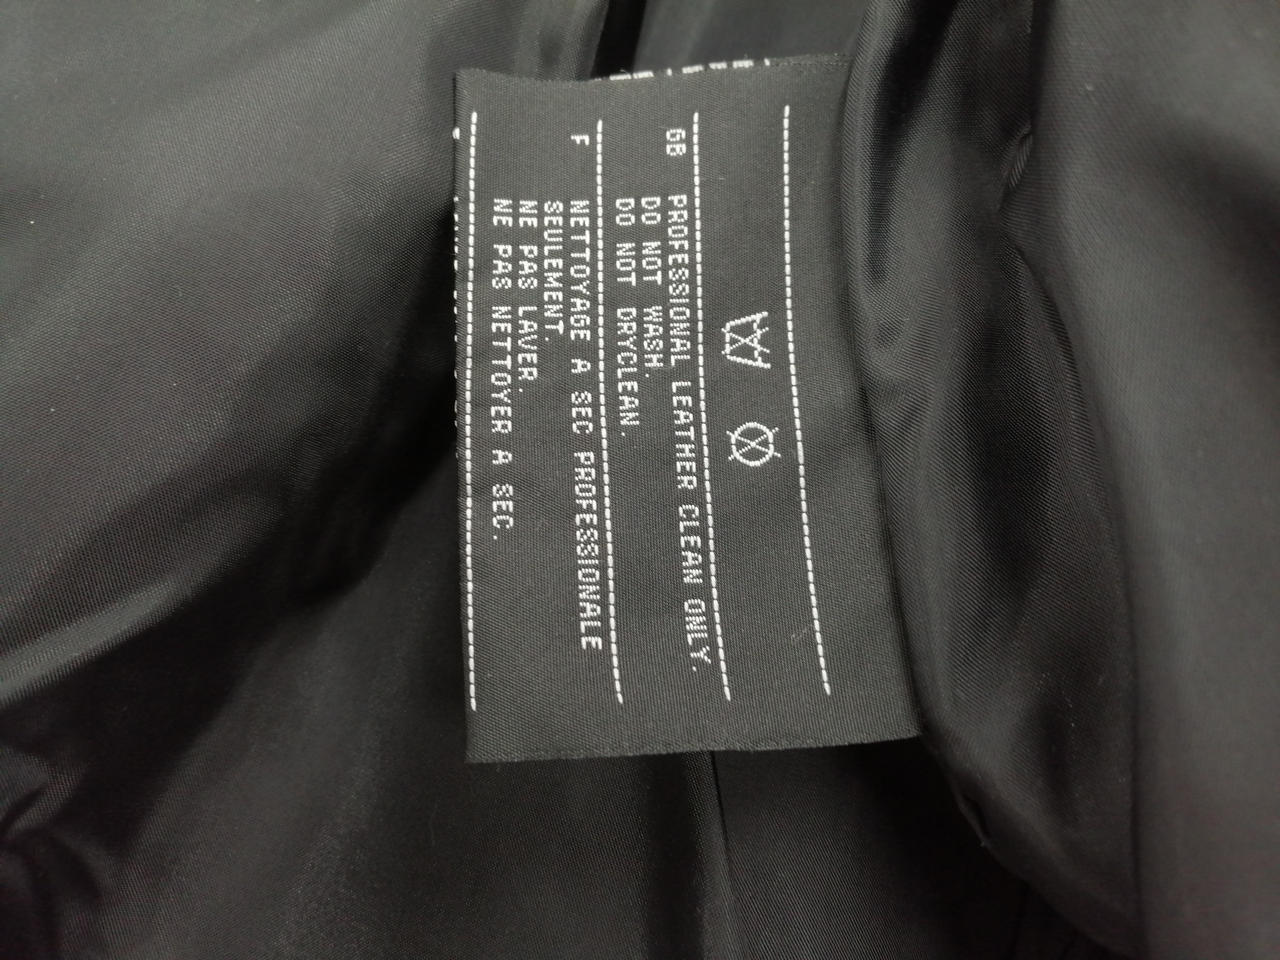 GB PROFESSIONAL LEATHER CLEAN ONLY.
DO NOT WASH.
DO NOT DRYCLEAN.
F NETTOYAGE A SEC PROFESSIONALE
SEULEMENT.
NE PAS LAVER.
NE PAS NETTOYER A SEC.